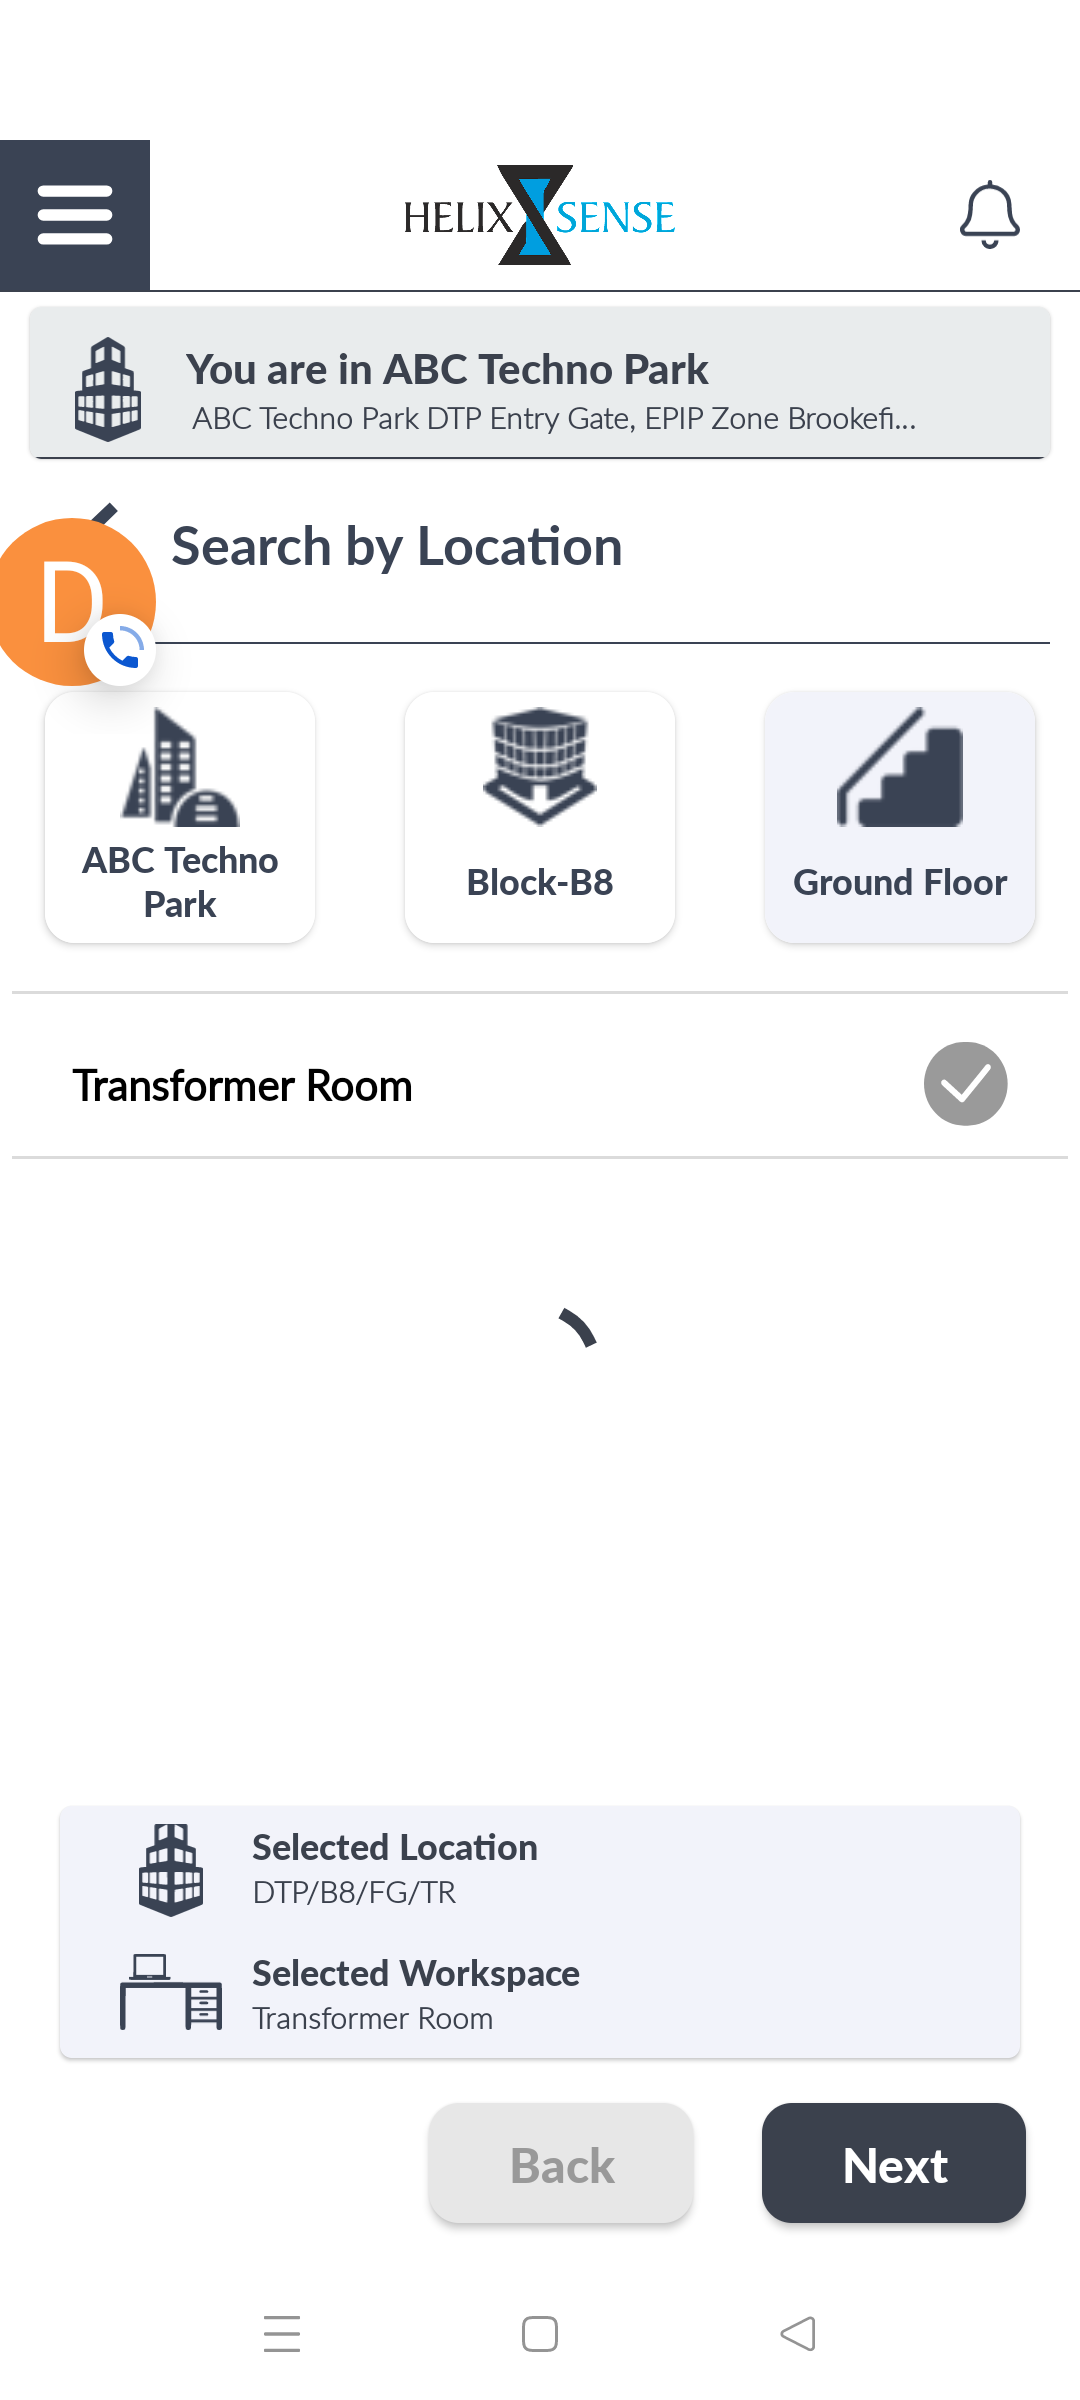 HELIX SENSE
You are in ABC Techno Park
ABC Techno Park DTP Entry Gate, EPIP Zone Brookefi...
Search by Location
D
ABC Techno
Park
Block-B8
Ground Floor
Transformer Room
Selected Location
DTP/B8/FG/TR
Selected Workspace
Transformer Room
Back
Next